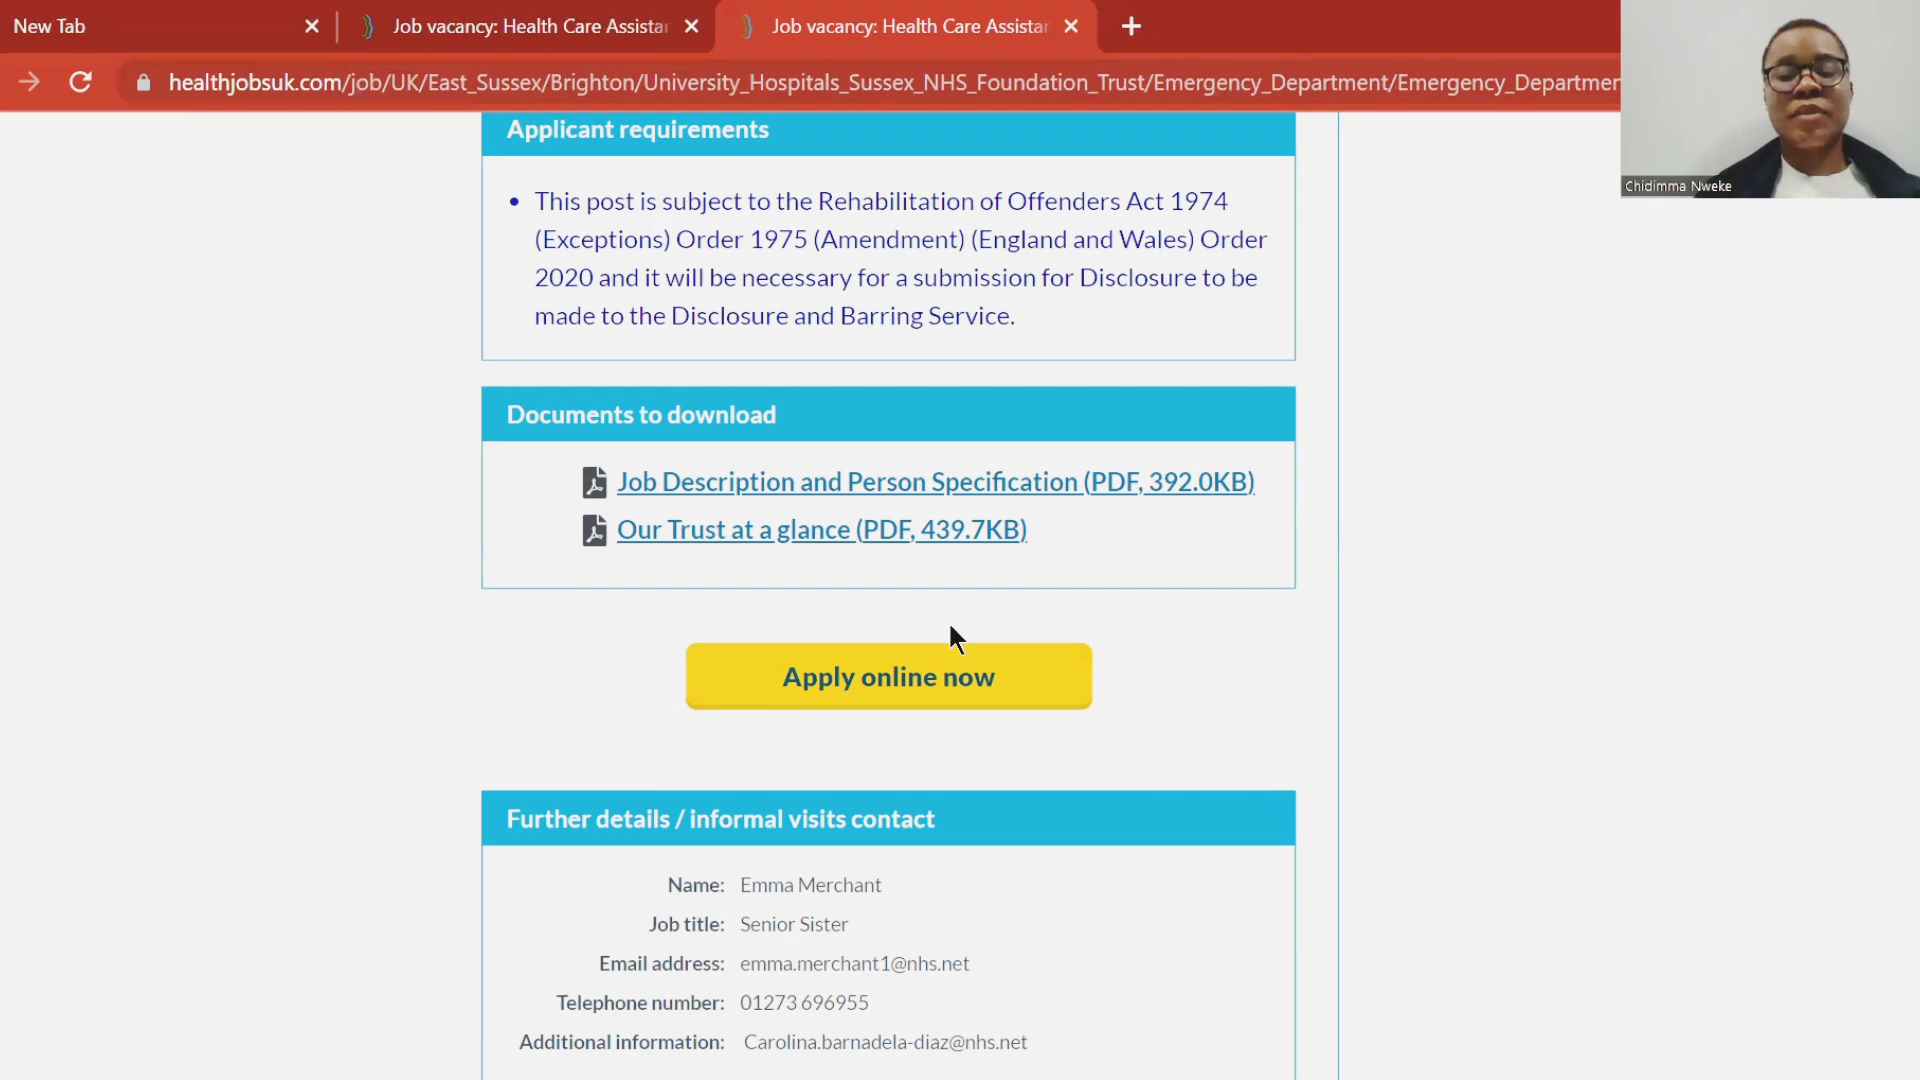 New Tab
Job vacancy: Health Care Assista
Job vacancy: Health Care Assistar
healthjobsuk.com/job/UK/East_Sussex/Brighton/University_Hospitals_Sussex_NHS_Foundation_Trust/Emergency_Department/Emergency_Departmer
Chidimma Nweke
Applicant requirements
• This post is subject to the Rehabilitation of Offenders Act 1974
(Exceptions) Order 1975 (Amendment) (England and Wales) Order
2020 and it will be necessary for a submission for Disclosure to be
made to the Disclosure and Barring Service.
Documents to download
Job Description and Person Specification (PDF, 392.0KB)
Our Trust at a glance (PDF, 439.7KB)
Apply online now
Further details / informal visits contact
Name: Emma Merchant
Job title: Senior Sister
Email address: emma.merchant1@nhs.net
Telephone number: 01273 696955
Additional information: Carolina.barnadela-diaz@nhs.net